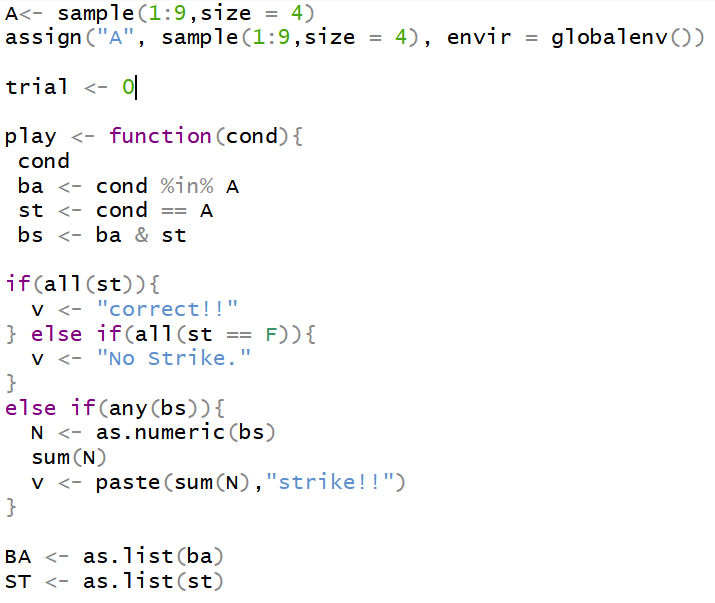 A<- sample(1:9,size = 4)
assign("A", sample(1:9,size = 4), envir = globalenv())
trial <- 0
play <- function(cond){
cond
ba <- cond %in% A
st <- cond == A
bs <- ba & st
if(all(st)){
v <- "correct!!"
} else if(all(st == F)){
v <- "No Strike."
}
else if(any(bs)){
N <- as.numeric(bs)
sum(N)
v <- paste(sum(N),"strike!!")
}
BA <- as.list(ba)
ST <- as.list(st)